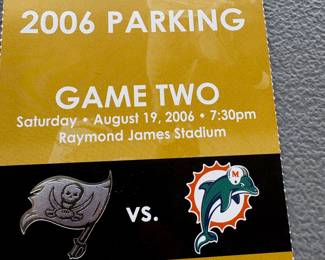 2006 PARKING
GAME TWO
Saturday • August 19, 2006 • 7:30pm
Raymond James Stadium
vs.
M